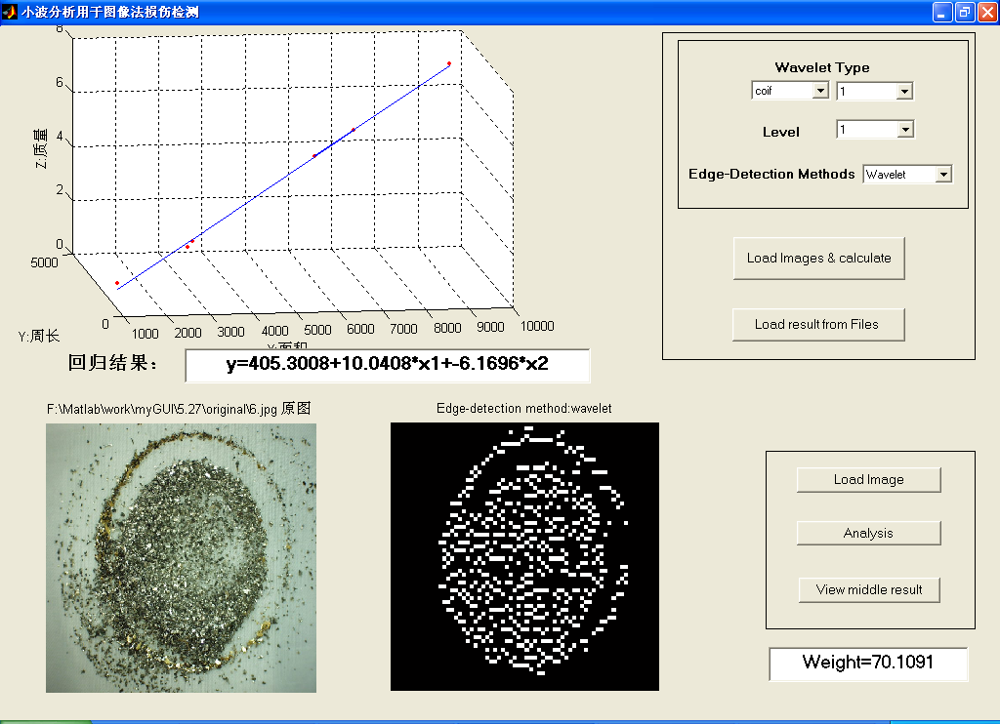 小波分析用于图像法损伤检测
8
6
4
2
0
Z:质量
5000
0
Y:周长
1000
2000
3000
4000
5000
6000
7000
8000
9000
10000
X:面积
回归结果：
y=405.3008+10.0408*x1+-6.1696*x2
Wavelet Type
coif
1
Level
1
Edge-Detection Methods
Wavelet
Load Images & calculate
Load result from Files
F:\Matlab\work\myGUI\5.27\original\6.jpg 原图
Edge-detection method:wavelet
Load Image
Analysis
View middle result
Weight=70.1091